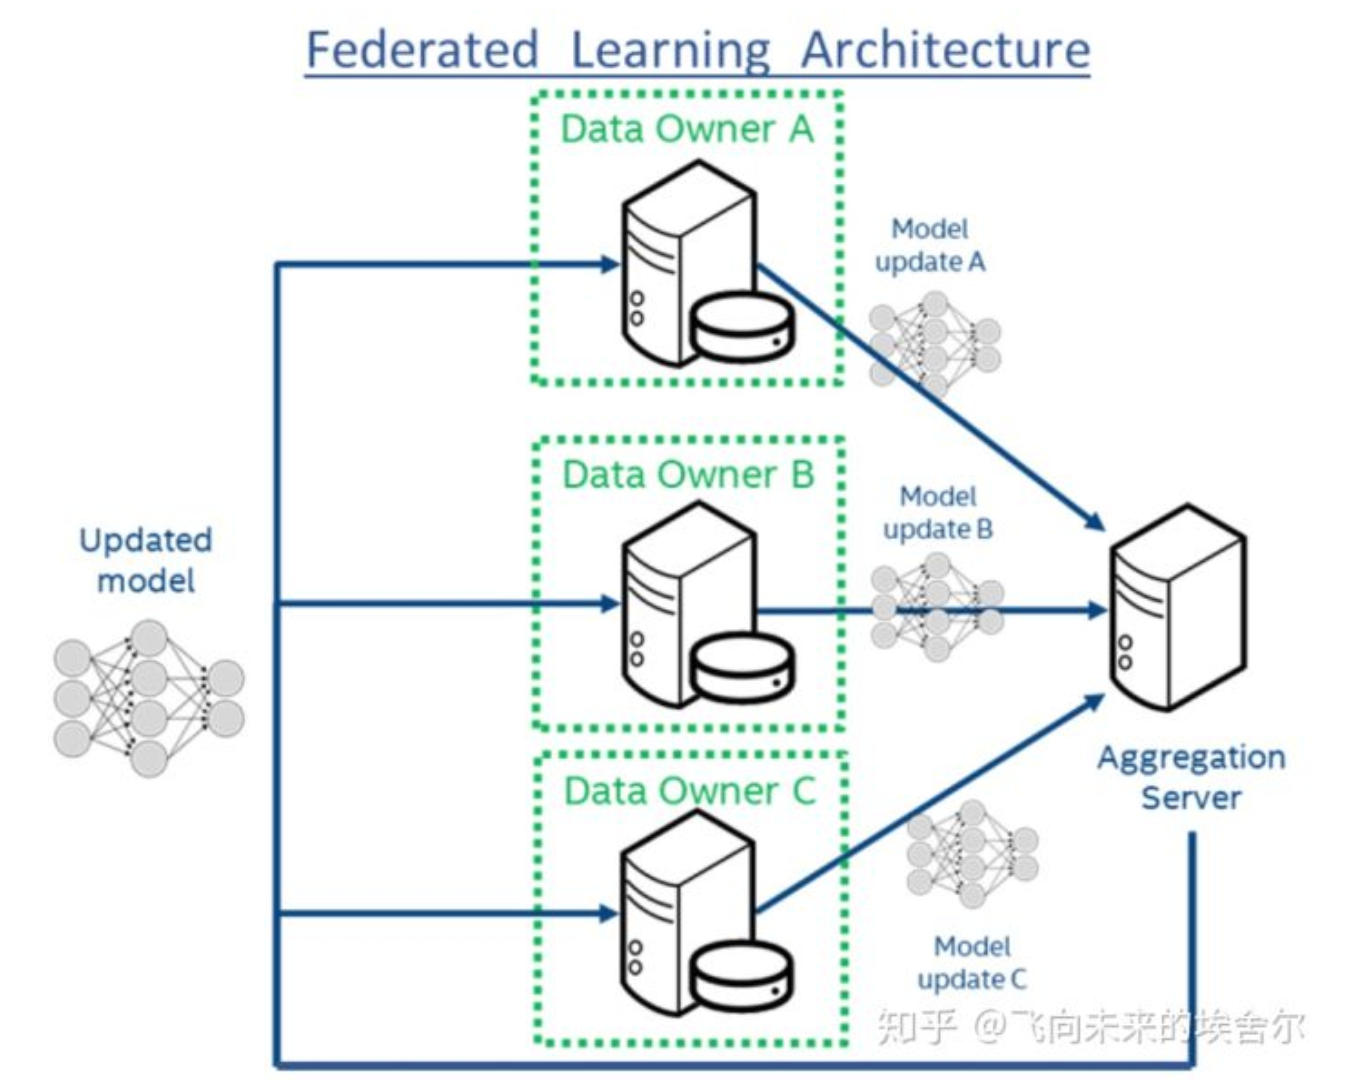 Federated Learning Architecture
Data Owner A
Model
update A
Data Owner B
Model
update B
Updated
model
Data Owner C
Aggregation
Server
Model
update C
知乎 @飞向未来的埃舍尔